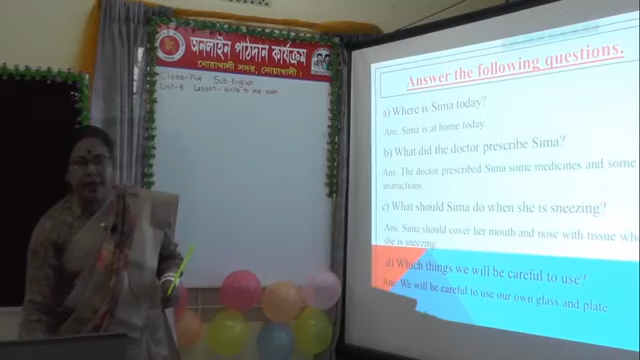 অনলাইন পাঠদান কার্যক্রম
নোয়াখালী সদর, নোয়াখালী।
Class-Five Sub: English
Unit-8 Lesson- Write to me soon
Answer the following questions.
a) Where is Sima today?
Ans. Sima is at home today.
b) What did the doctor prescribe Sima?
Ans. The doctor prescribed Sima some medicines and some
instructions
c) What should Sima do when she is sneezing?
Ans. Sima should cover her mouth and nose with tissue
she is sneezing
d) Which things we will be careful to use?
Ans. We will be careful to use our own glass and plate